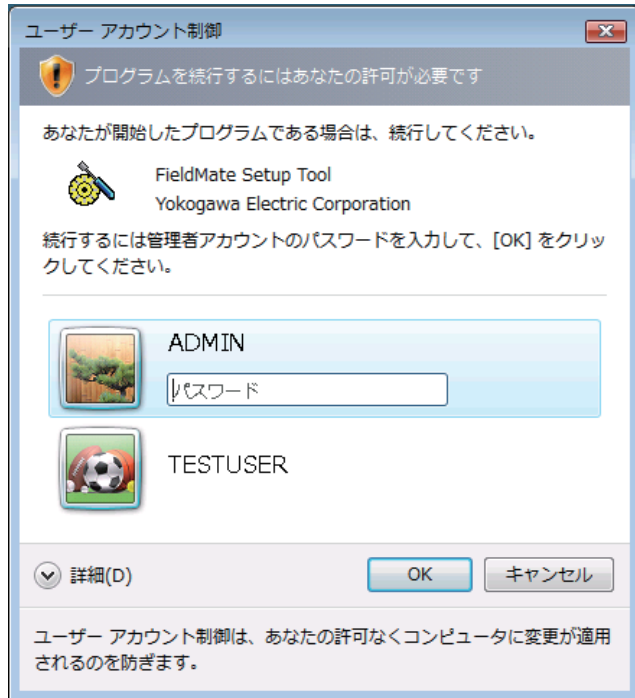 ユーザー アカウント制御
プログラムを続行するにはあなたの許可が必要です
あなたが開始したプログラムである場合は、続行してください。
FieldMate Setup Tool
Yokogawa Electric Corporation
続行するには管理者アカウントのパスワードを入力して、[OK] をクリッ
クしてください。
ADMIN
パスワード
TESTUSER
詳細(D)
OK
キャンセル
ユーザー アカウント制御は、あなたの許可なくコンピュータに変更が適用
されるのを防ぎます。